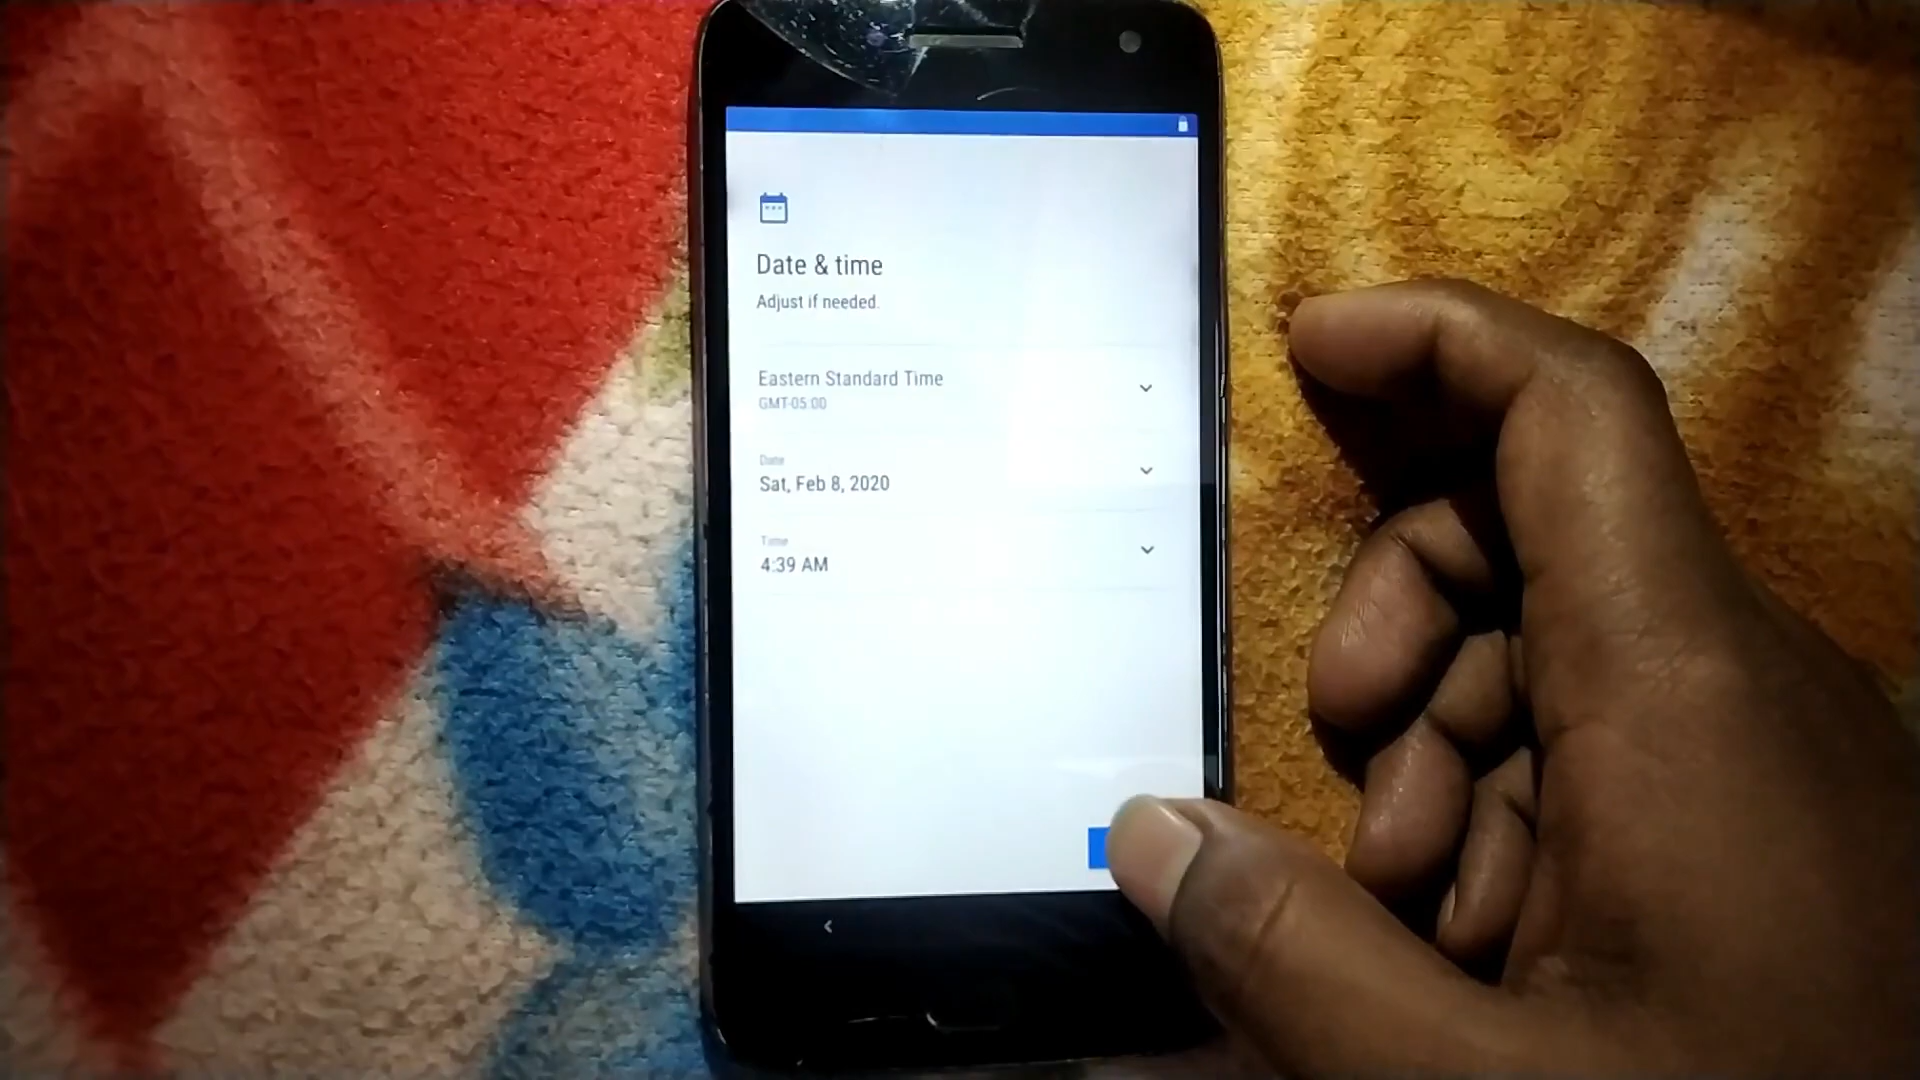 Date & time
Adjust if needed.
Eastern Standard Time
GMT-05:00
Date
Sat, Feb 8, 2020
Time
4:39 AM